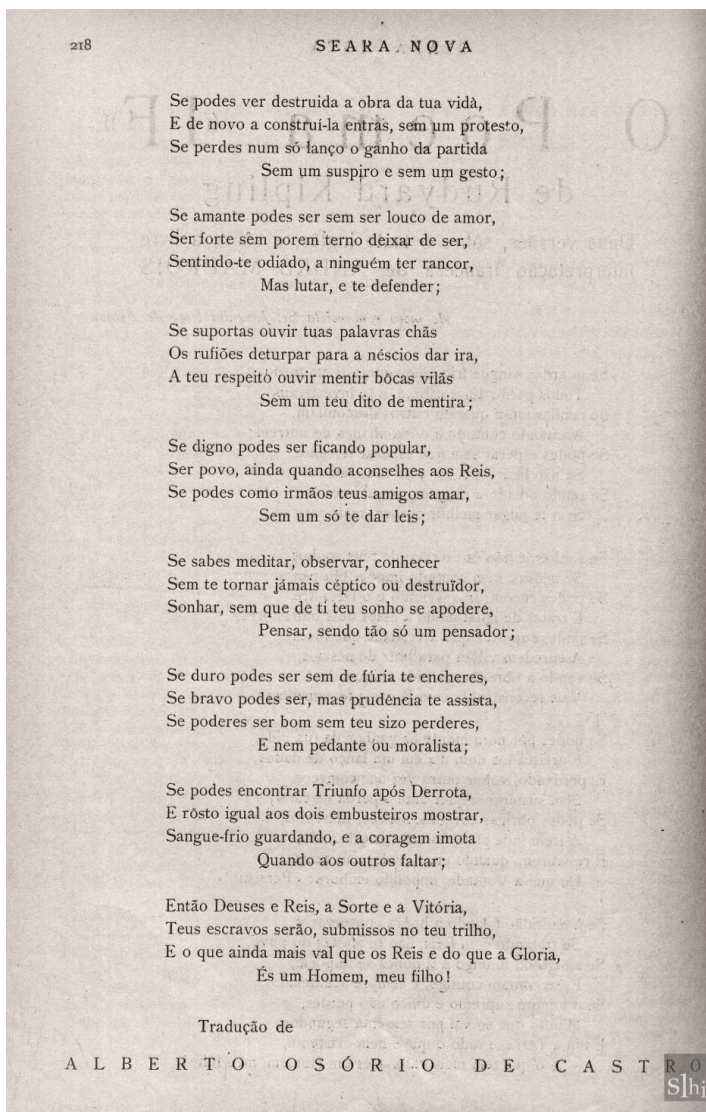 218
SEARA NOVA
Se podes ver destruida a obra da tua vidà,
E de novo a construí-la entras, sem um protesto,
Se perdes num só lanço o ganho da partida
Sem um suspiro e sem um gesto;
Se amante podes ser sem ser louco de amor,
Ser forte sem porem terno deixar de ser,
Sentindo-te odiado, a ninguém ter rancor,
Mas lutar, e te defender;
Se suportas ouvir tuas palavras chãs
Os rufiões deturpar para a néscios dar ira,
A teu respeito ouvir mentir bôcas vilãs
Sem um teu dito de mentira;
Se digno podes ser ficando popular,
Ser povo, ainda quando aconselhes aos Reis,
Se podes como irmãos teus amigos amar,
Sem um só te dar leis;
Se sabes meditar, observar, conhecer
Sem te tornar jámais céptico ou destruïdor,
Sonhar, sem que de ti teu sonho se apodere,
Pensar, sendo tão só um pensador;
Se duro podes ser sem de fúria te encheres,
Se bravo podes ser, mas prudência te assista,
Se poderes ser bom sem teu sizo perderes,
E nem pedante ou moralista;
Se podes encontrar Triunfo após Derrota,
E rôsto igual aos dois embusteiros mostrar,
Sangue-frio guardando, e a coragem imota
Quando aos outros faltar;
Então Deuses e Reis, a Sorte e a Vitória,
Teus escravos serão, submissos no teu trilho,
E o que ainda mais val que os Reis e do que a Gloria,
És um Homem, meu filho!
Tradução de
ALBERTO OSÓRIO DE CASTRO
s|hi